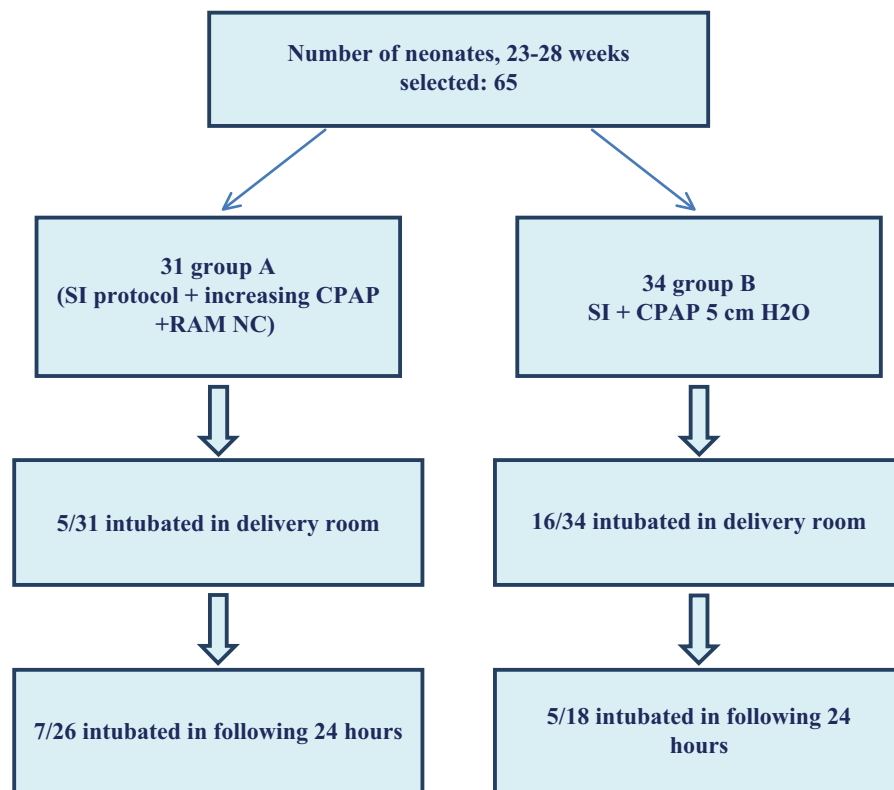 Number of neonates, 23-28 weeks
selected: 65
31 group A
(SI protocol + increasing CPAP
+RAM NC)
34 group B
SI + CPAP 5 cm H2O
5/31 intubated in delivery room
16/34 intubated in delivery room
7/26 intubated in following 24 hours
5/18 intubated in following 24
hours